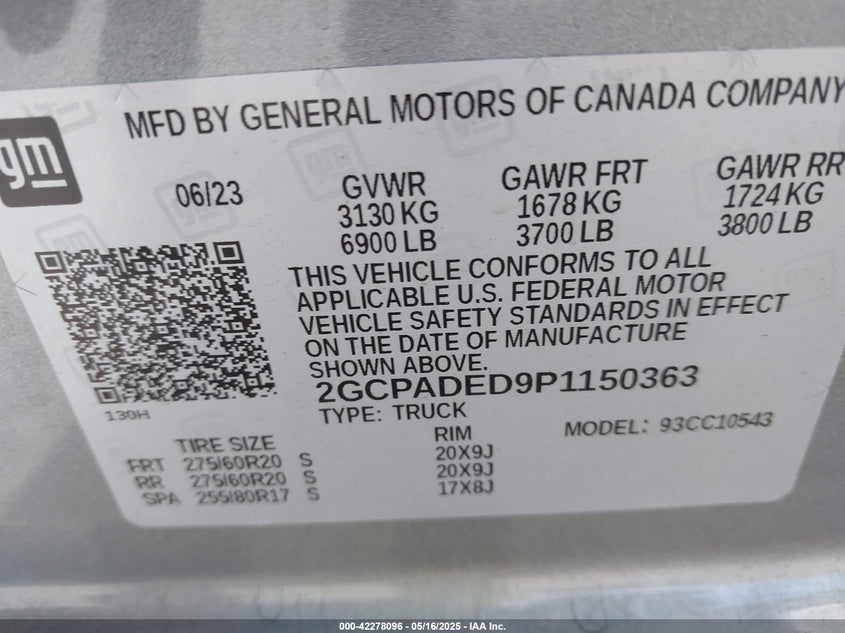 MFD BY GENERAL MOTORS OF CANADA COMPANY
gm
06/23
GVWR
3130 KG
6900 LB
GAWR FRT
1678 KG
3700 LB
GAWR RR
1724 KG
3800 LB
THIS VEHICLE CONFORMS TO ALL
APPLICABLE U.S. FEDERAL MOTOR
VEHICLE SAFETY STANDARDS IN EFFECT
ON THE DATE OF MANUFACTURE
SHOWN ABOVE.
2GCPADED9P1150363
TYPE: TRUCK
MODEL: 93CC10543
130H
TIRE SIZE RIM
FRT 275/60R20 S 20X9J
RR 275/60R20 S 20X9J
SPA 255/80R17 S 17X8J
000-42278096 - 05/16/2025 - IAA Inc.